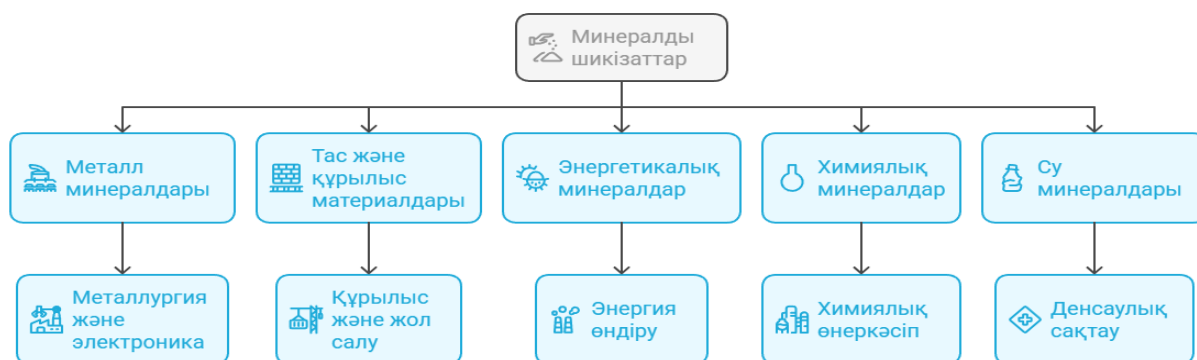 Минералды
шикізаттар
Металл
минералдары
Тас және
құрылыс
материалдары
Энергетикалық
минералдар
Химиялық
минералдар
Су
минералдары
Металлургия
және
электроника
Құрылыс
және жол
салу
Энергия
өндіру
Химиялық
өнеркәсіп
Денсаулық
сақтау